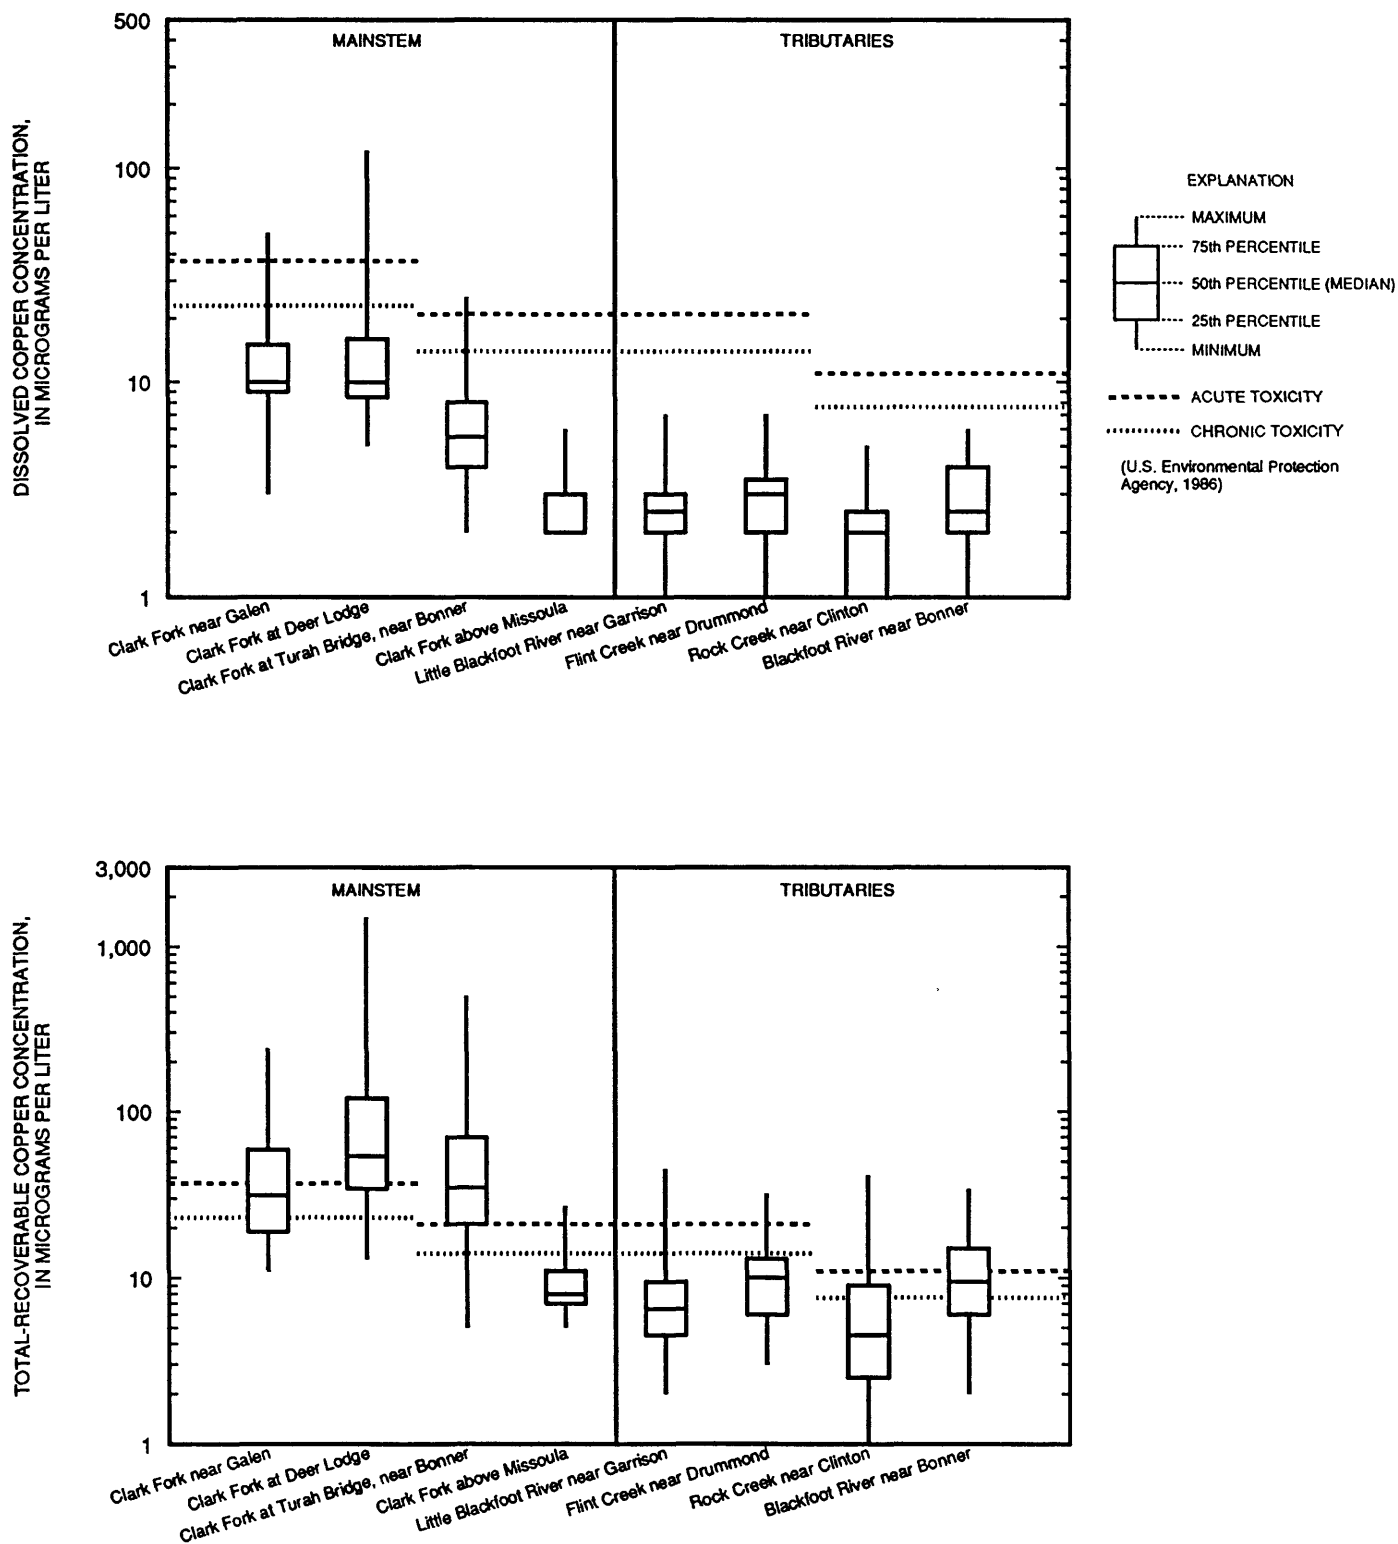 DISSOLVED COPPER CONCENTRATION,
IN MICROGRAMS PER LITER
500
100
10
1
MAINSTEM
TRIBUTARIES
Clark Fork near Galen
Clark Fork at Deer Lodge
Clark Fork at Turah Bridge, near Bonner
Clark Fork above Missoula
Little Blackfoot River near Garrison
Flint Creek near Drummond
Rock Creek near Clinton
Blackfoot River near Bonner
EXPLANATION
MAXIMUM
75th PERCENTILE
50th PERCENTILE (MEDIAN)
25th PERCENTILE
MINIMUM
ACUTE TOXICITY
CHRONIC TOXICITY
(U.S. Environmental Protection
Agency, 1986)
TOTAL-RECOVERABLE COPPER CONCENTRATION,
IN MICROGRAMS PER LITER
3,000
1,000
100
10
1
MAINSTEM
TRIBUTARIES
Clark Fork near Galen
Clark Fork at Deer Lodge
Clark Fork at Turah Bridge, near Bonner
Clark Fork above Missoula
Little Blackfoot River near Garrison
Flint Creek near Drummond
Rock Creek near Clinton
Blackfoot River near Bonner